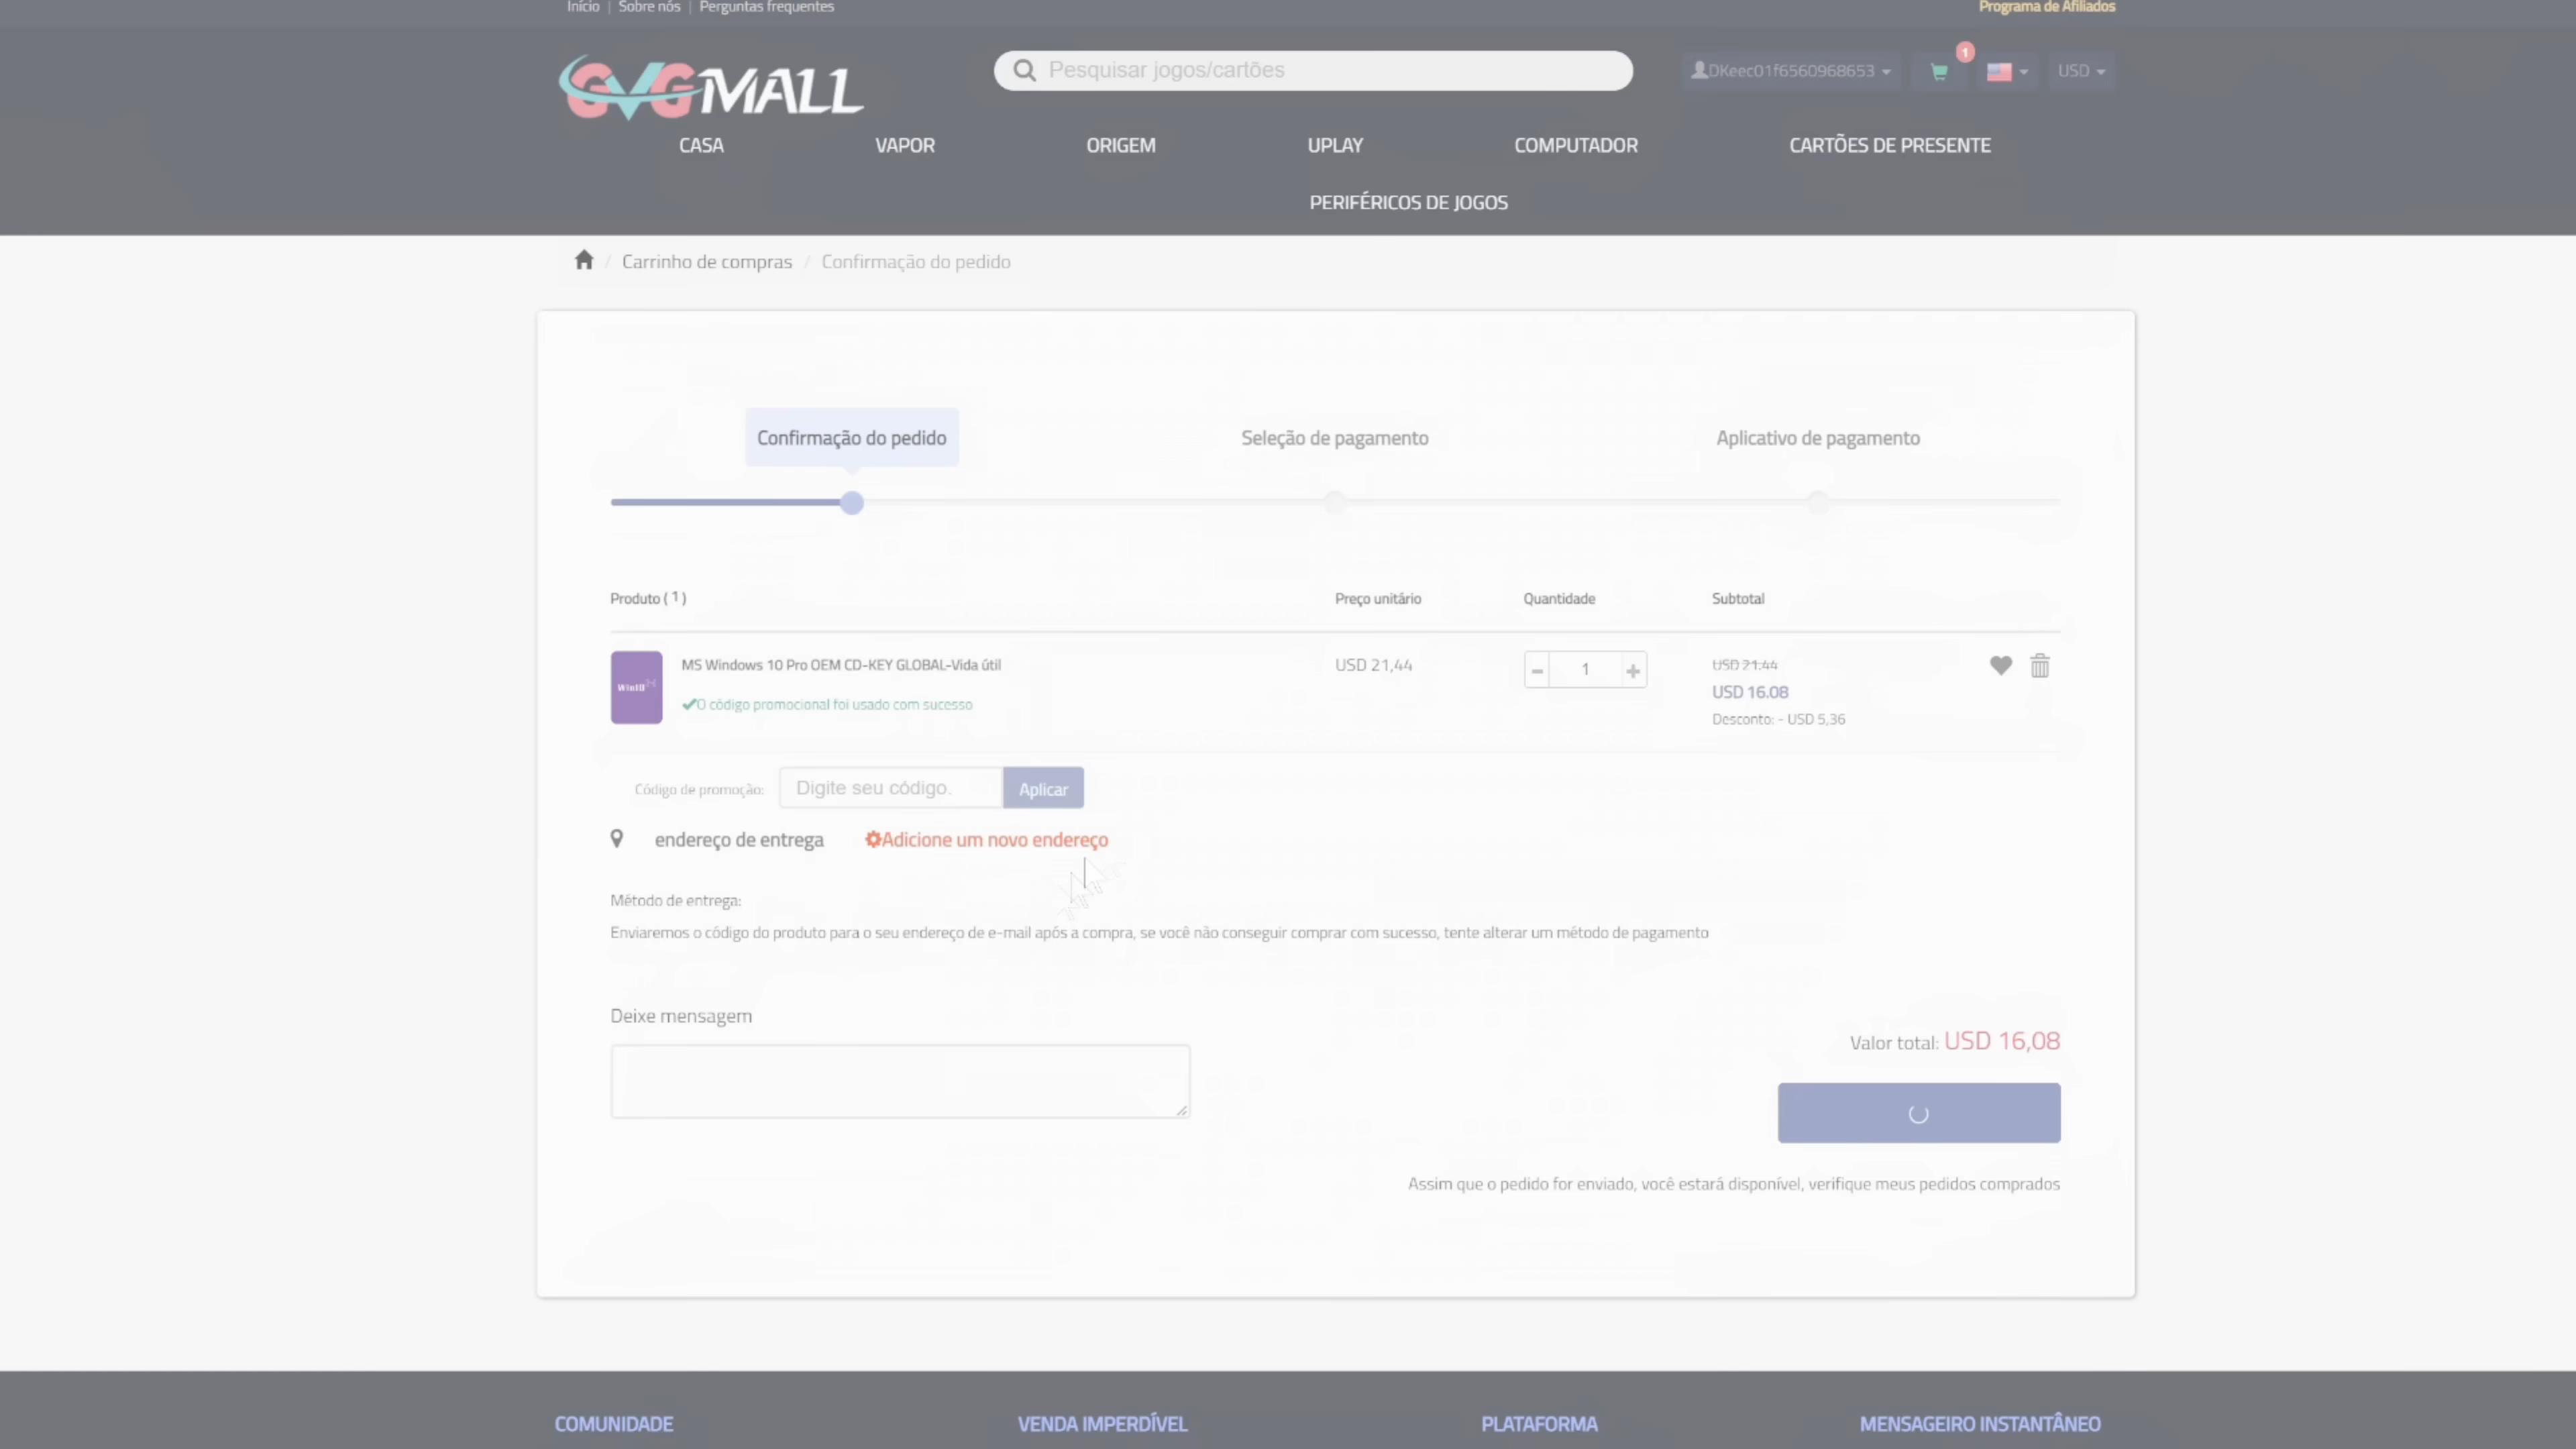 Início | Sobre nós | Perguntas frequentes
Programa de Afiliados
GVGMALL
Pesquisar jogos/cartões
DKeec01f6560968653
1
USD
CASA
VAPOR
ORIGEM
UPLAY
COMPUTADOR
CARTÕES DE PRESENTE
PERIFÉRICOS DE JOGOS
/ Carrinho de compras / Confirmação do pedido
Confirmação do pedido
Seleção de pagamento
Aplicativo de pagamento
Produto ( 1 )
Preço unitário
Quantidade
Subtotal
Win10
MS Windows 10 Pro OEM CD-KEY GLOBAL-Vida útil
USD 21,44
1
USD 21.44
USD 16.08
O código promocional foi usado com sucesso
Desconto: - USD 5,36
Código de promoção:
Digite seu código.
Aplicar
endereço de entrega
Adicione um novo endereço
Método de entrega:
Enviaremos o código do produto para o seu endereço de e-mail após a compra, se você não conseguir comprar com sucesso, tente alterar um método de pagamento
Deixe mensagem
Valor total: USD 16,08
Assim que o pedido for enviado, você estará disponível, verifique meus pedidos comprados
COMUNIDADE
VENDA IMPERDÍVEL
PLATAFORMA
MENSAGEIRO INSTANTÂNEO